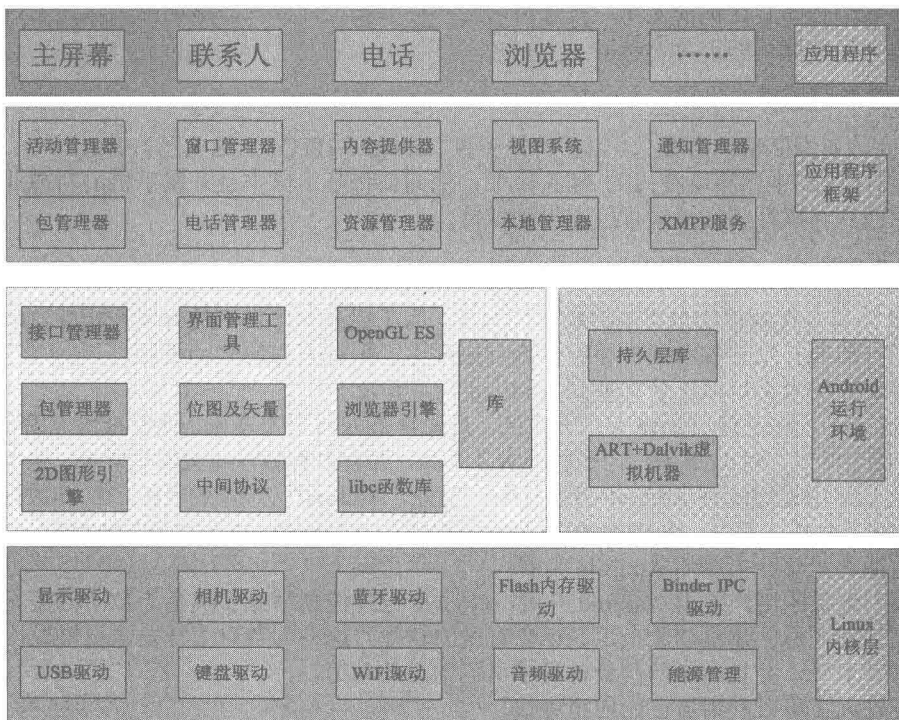 主屏幕
联系人
电话
浏览器
……
应用程序
活动管理器
窗口管理器
内容提供器
视图系统
通知管理器
应用程序
框架
包管理器
电话管理器
资源管理器
本地管理器
XMPP服务
接口管理器
界面管理工
具
OpenGL ES
库
包管理器
位图及矢量
浏览器引擎
2D图形引
擎
中间协议
libc函数库
持久层库
Android
运行
环境
ART+Dalvik虚
拟机器
显示驱动
相机驱动
蓝牙驱动
Flash内存驱
动
Binder IPC
驱动
Linux
内核层
USB驱动
键盘驱动
WiFi驱动
音频驱动
能源管理